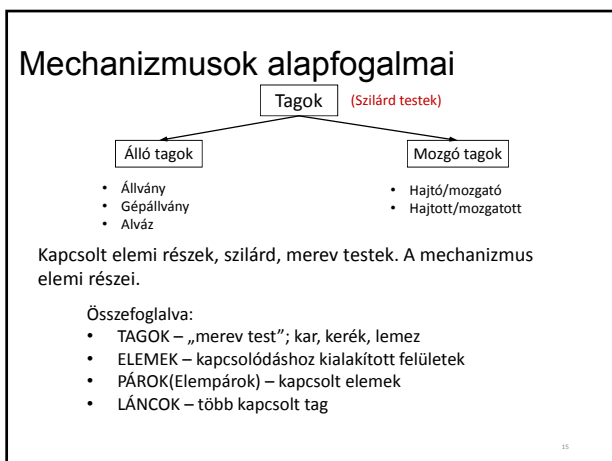 Mechanizmusok alapfogalmai
Tagok (Szilárd testek)
Álló tagok
Mozgó tagok
• Állvány
• Gépállvány
• Alváz
• Hajtó/mozgató
• Hajtott/mozgatott
Kapcsolt elemi részek, szilárd, merev testek. A mechanizmus
elemi részei.
Összefoglalva:
• TAGOK – „merev test”; kar, kerék, lemez
• ELEMEK – kapcsolódáshoz kialakított felületek
• PÁROK(Elempárok) – kapcsolt elemek
• LÁNCOK – több kapcsolt tag
15